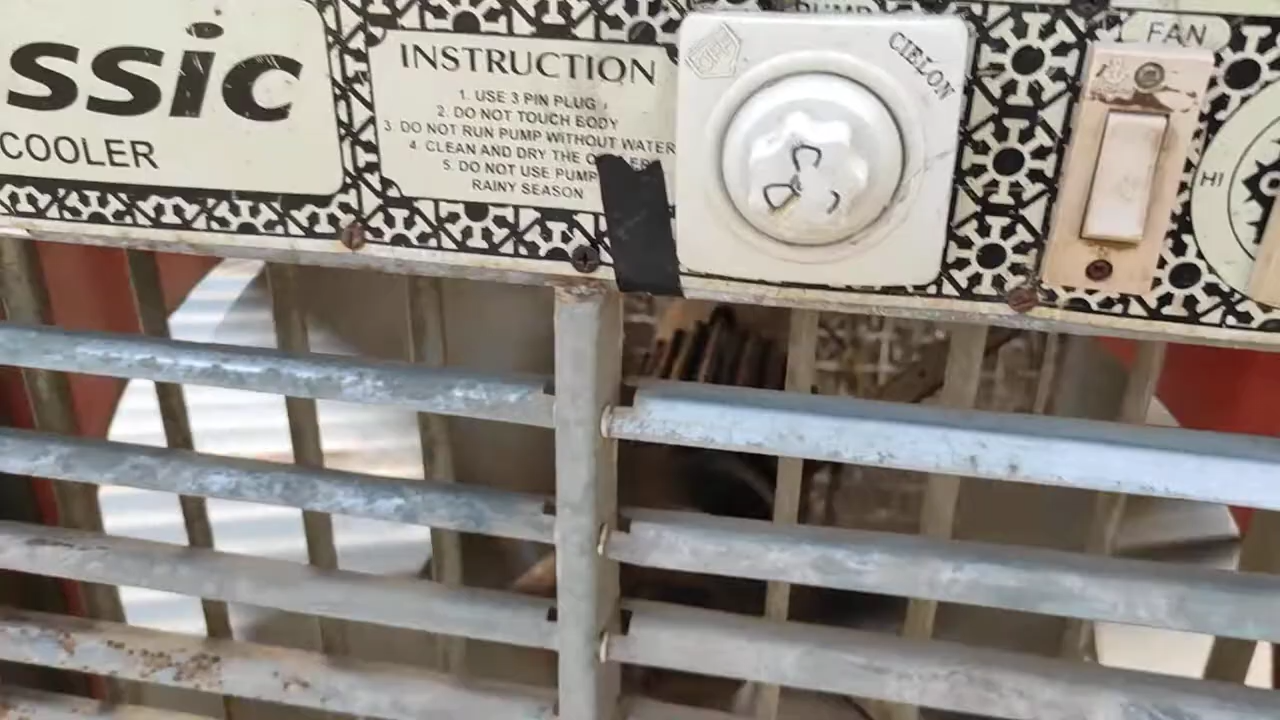 ssic
COOLER
INSTRUCTION
1. USE 3 PIN PLUG
2. DO NOT TOUCH BODY
3. DO NOT RUN PUMP WITHOUT WATER
4. CLEAN AND DRY THE
5. DO NOT USE PUMP
RAINY SEASON
PUMP
CIELON
FAN
HI